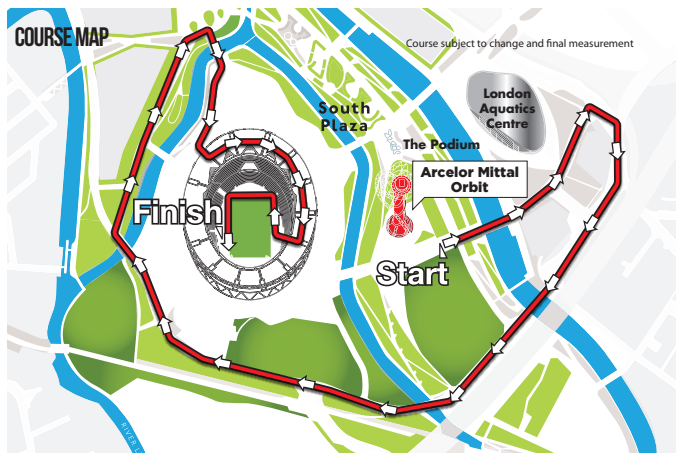 COURSE MAP
Course subject to change and final measurement
London
Aquatics
Centre
South
Plaza
The Podium
Arcelor Mittal
Orbit
Finish
Start
RIVER L